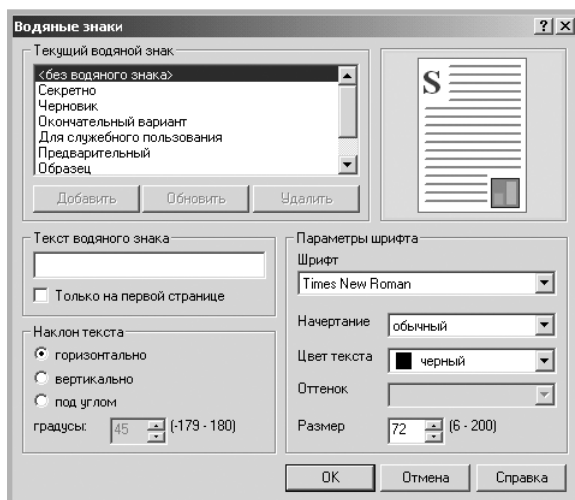 Водяные знаки
Текущий водяной знак
<без водяного знака>
Секретно
Черновик
Окончательный вариант
Для служебного пользования
Предварительный
Образец
Добавить Обновить Удалить
S
Текст водяного знака
Только на первой странице
Наклон текста
горизонтально
вертикально
под углом
градусы: 45 (-179 - 180)
Параметры шрифта
Шрифт
Times New Roman
Начертание обычный
Цвет текста черный
Оттенок
Размер 72 (6 - 200)
OK Отмена Справка